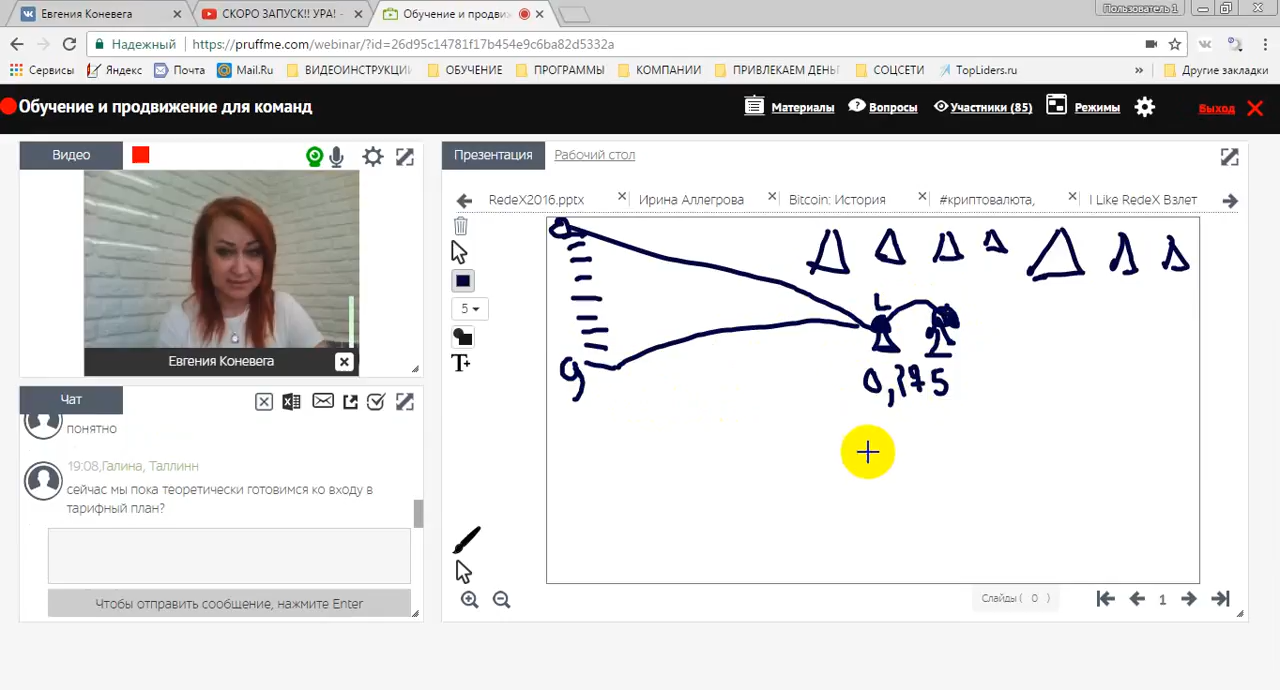 Евгения Коневега
СКОРО ЗАПУСК!! УРА! -
Обучение и продвиже
Пользователь 1
Надежный
https://pruffme.com/webinar/?id=26d95c14781f17b454e9c6ba82d5332a
Сервисы
Яндекс
Почта
Mail.Ru
ВИДЕОИНСТРУКЦИ
ОБУЧЕНИЕ
ПРОГРАММЫ
КОМПАНИИ
ПРИВЛЕКАЕМ ДЕНЬ
СОЦСЕТИ
TopLiders.ru
»
Другие закладки
Обучение и продвижение для команд
Материалы
Вопросы
Участники (85)
Режимы
Выход
Видео
Презентация
Рабочий стол
RedeX2016.pptx
Ирина Аллегрова
Bitcoin: История
#криптовалюта,
I Like RedeX Взлет
5
T+
L
0,375
Евгения Коневега
Чат
понятно
19:08,Галина, Таллинн
сейчас мы пока теоретически готовимся ко входу в
тарифный план?
Чтобы отправить сообщение, нажмите Enter
Слайды ( 0 )
1